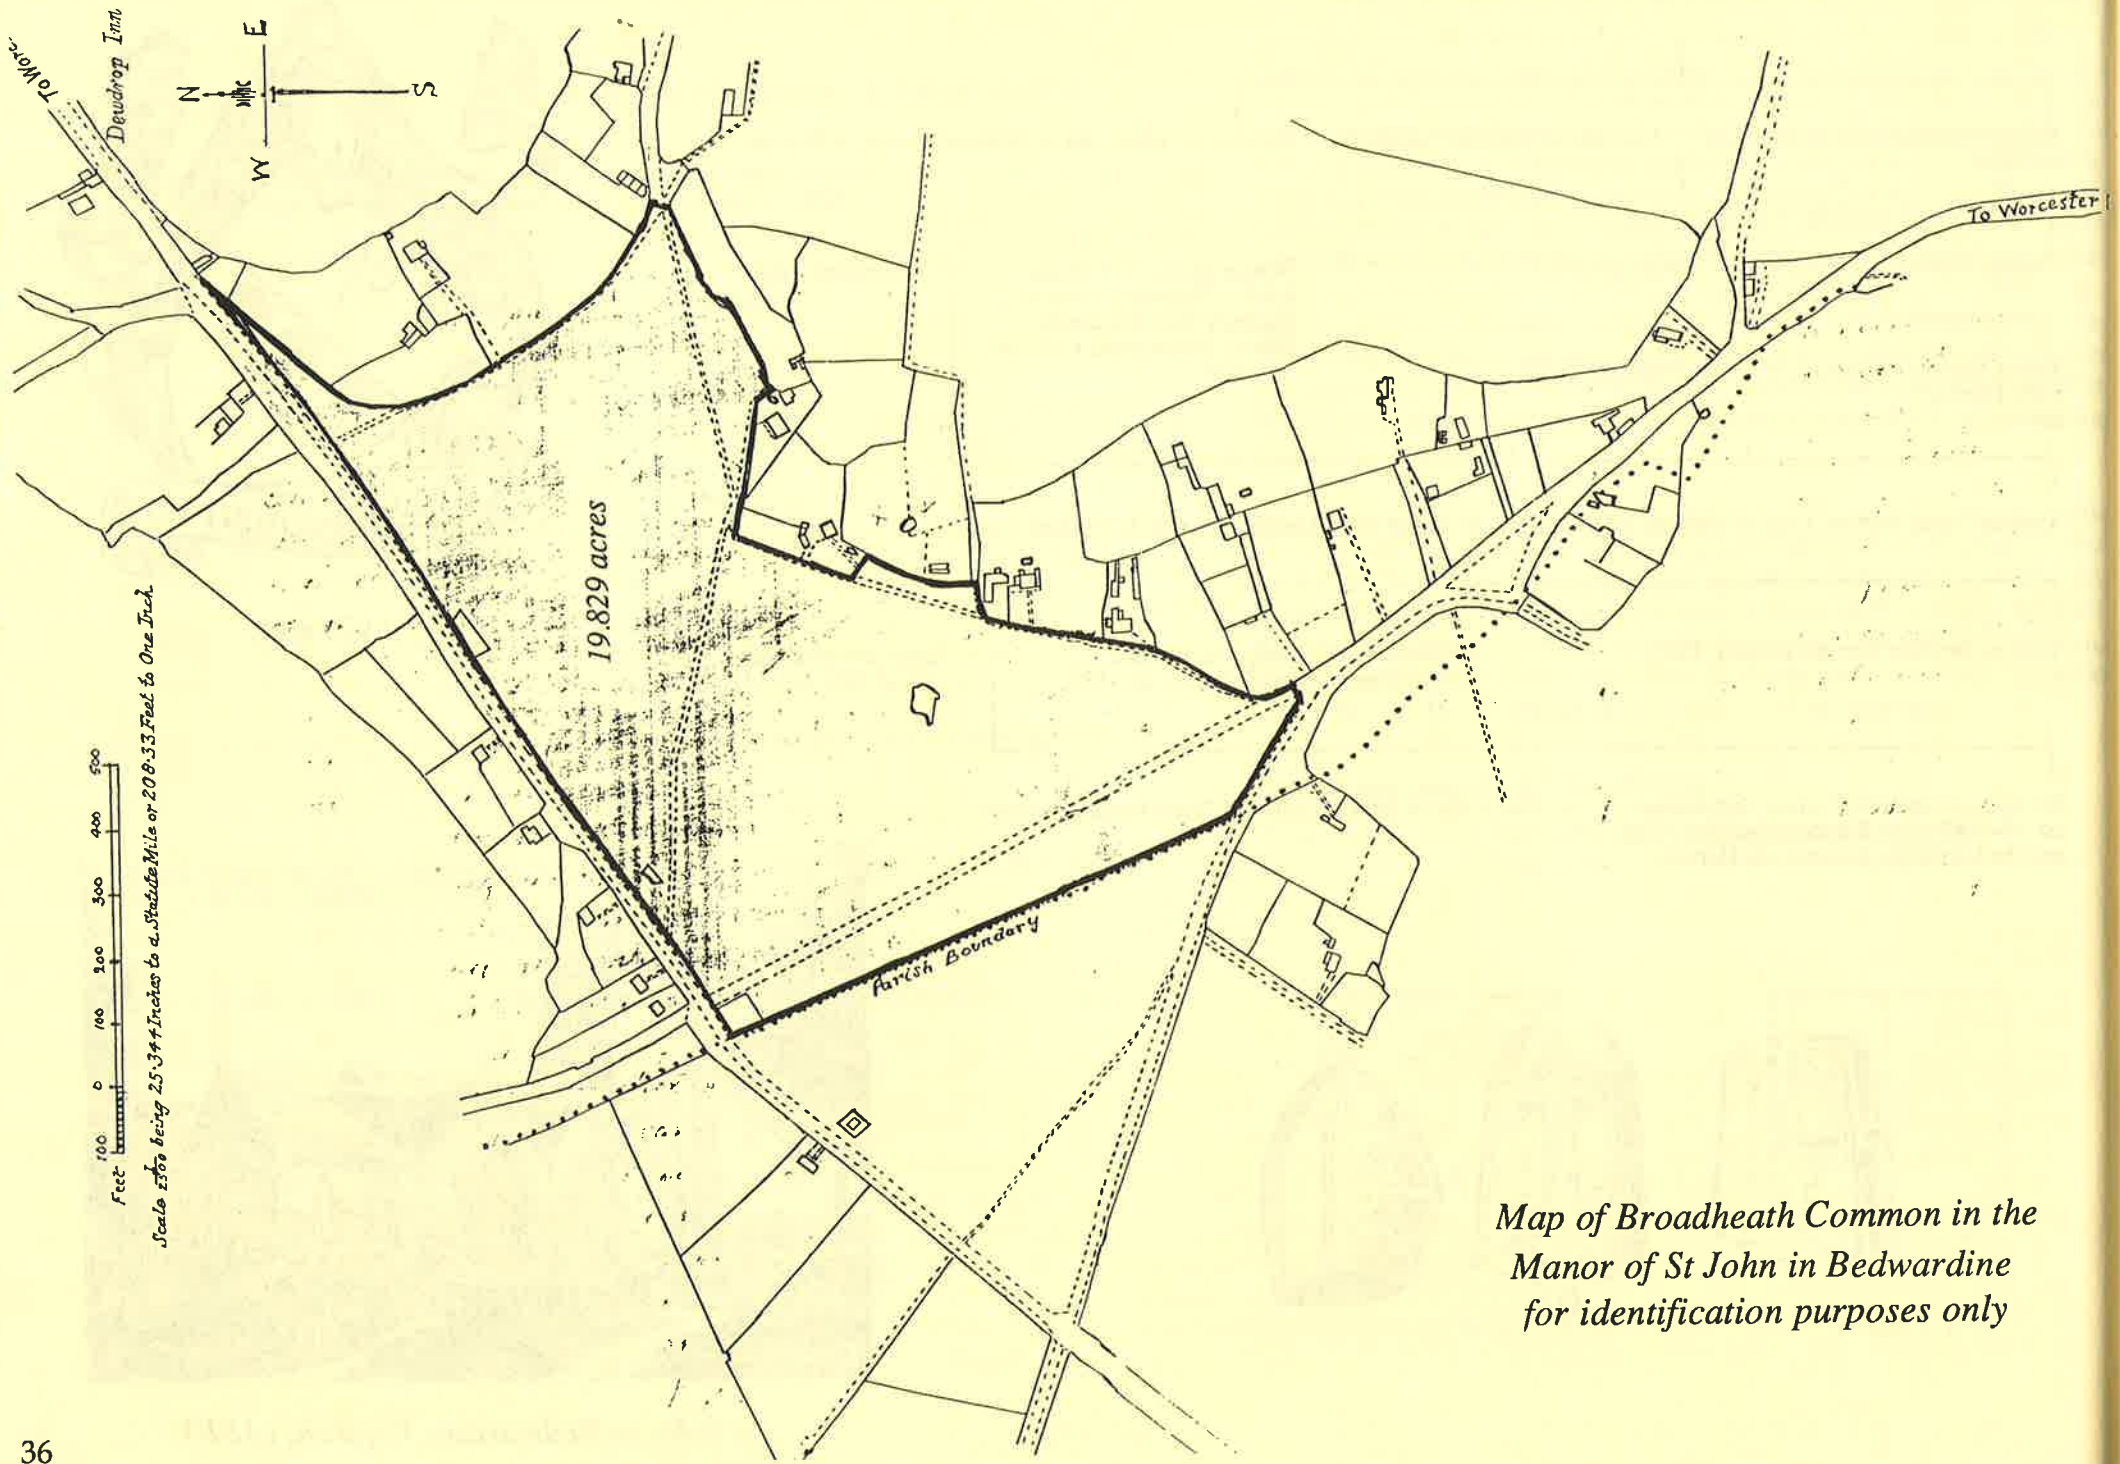 To Worc
Dewdrop Inn
N
E
S
W
19.829 acres
To Worcester
Parish Boundary
100 0 100 200 300 400 500
Feet
Scale 1/2500 being 25·344 Inches to a Statute Mile or 208·33 Feet to One Inch
Map of Broadheath Common in the
Manor of St John in Bedwardine
for identification purposes only
36